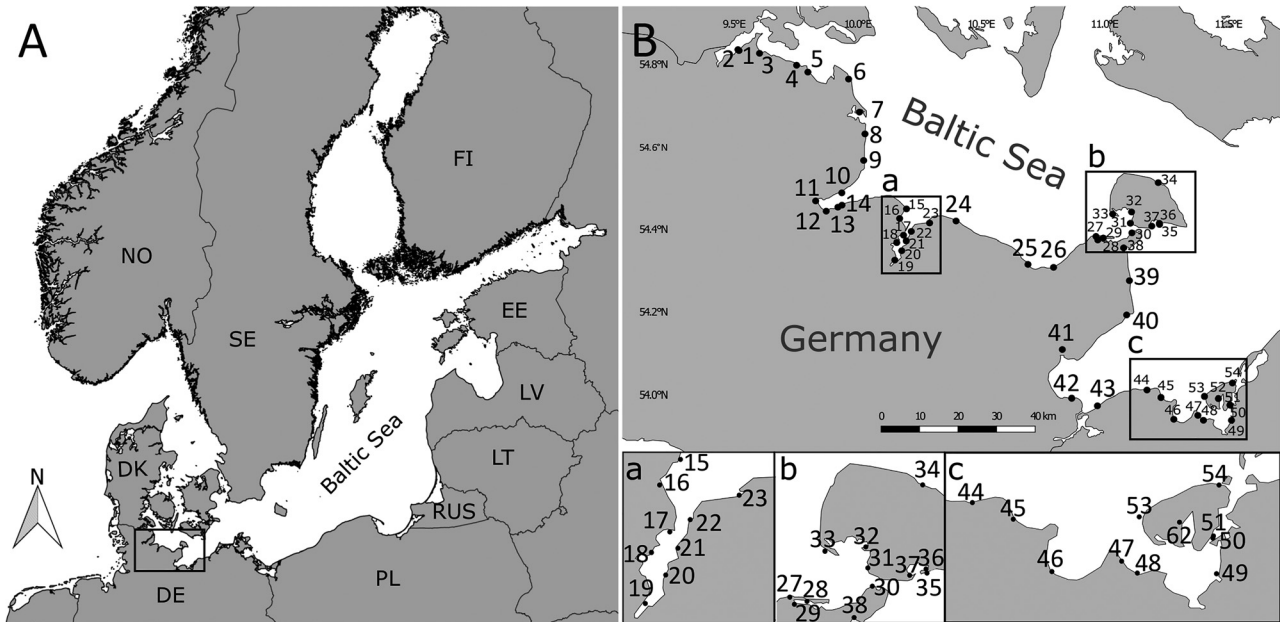 A
NO
FI
SE
EE
LV
DK
LT
RUS
DE
PL
Baltic Sea
N
B
9.5°E
10.0°E
10.5°E
11.0°E
11.5°E
54.8°N
54.6°N
54.4°N
54.2°N
54.0°N
Baltic Sea
Germany
2
1
3
4
5
6
7
8
9
10
11
12
13
14
a
15
16
17
18
19
20
21
22
23
24
25
26
b
34
33
32
31
27
29
28
30
37
36
35
38
39
40
41
42
43
c
44
45
46
47
48
53
52
54
51
50
49
0
10
20
30
40 km
a
15
16
17
18
19
20
21
22
23
b
34
33
32
31
37
36
35
30
27
28
29
38
c
44
45
46
47
48
53
62
54
51
50
49